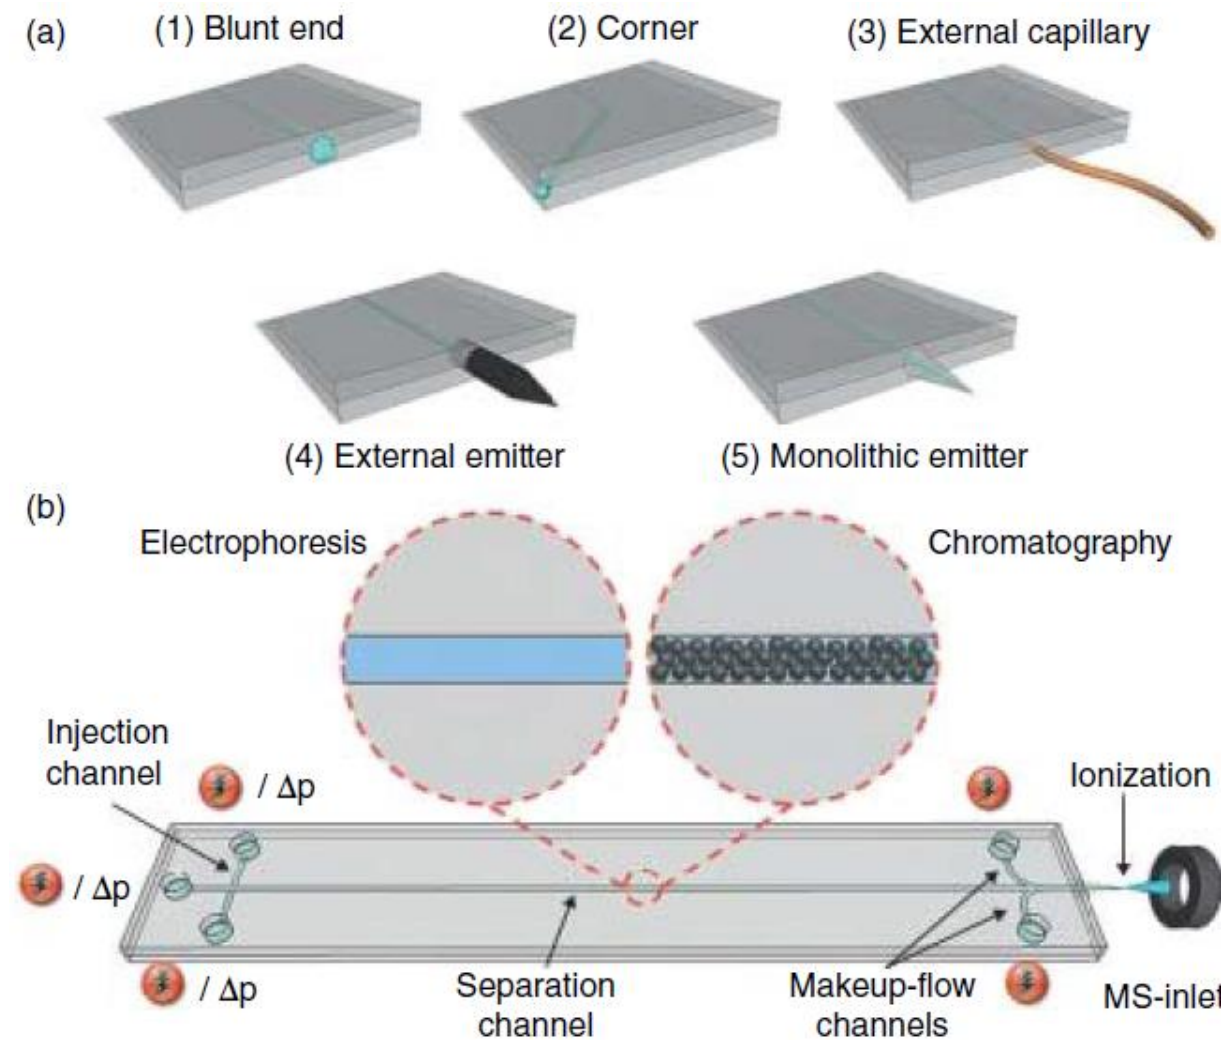 (a)
(1) Blunt end
(2) Corner
(3) External capillary
(4) External emitter
(5) Monolithic emitter
(b)
Electrophoresis
Chromatography
Injection
channel
/ Δp
/ Δp
/ Δp
Ionization
Separation
channel
Makeup-flow
channels
MS-inlet